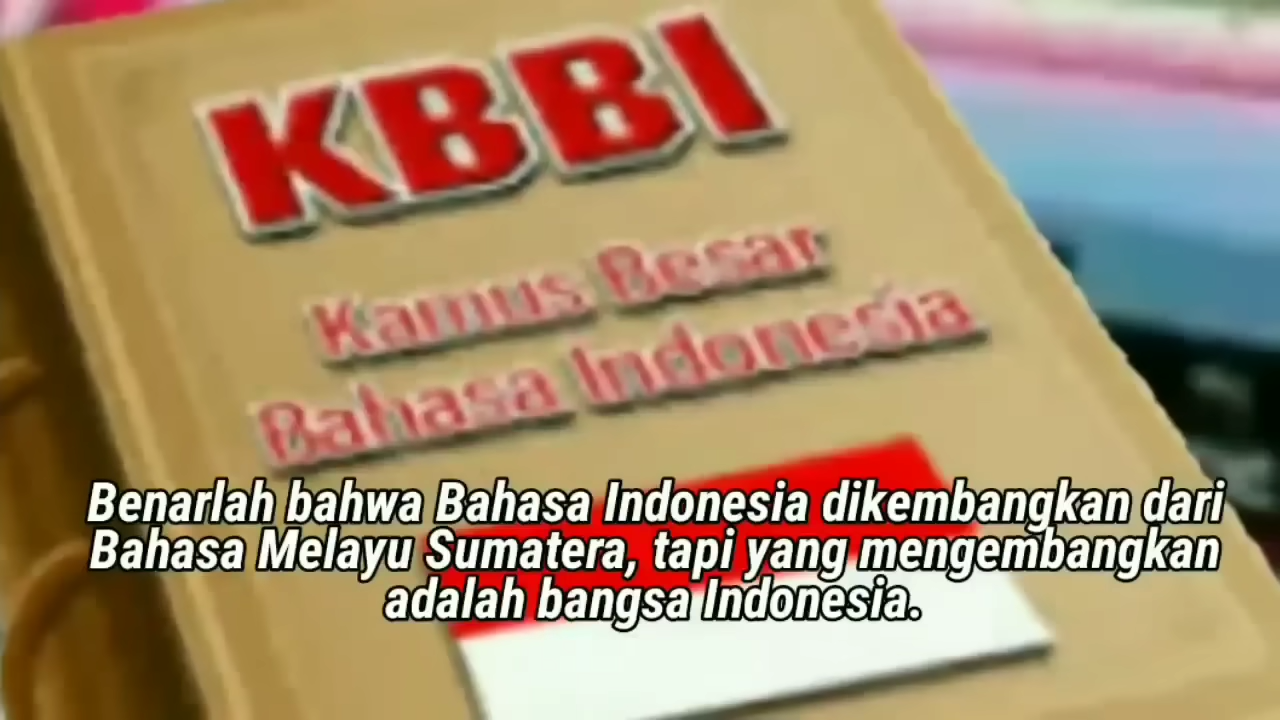 KBBI
Kamus Besar
Bahasa Indonesia
Benarlah bahwa Bahasa Indonesia dikembangkan dari
Bahasa Melayu Sumatera, tapi yang mengembangkan
adalah bangsa Indonesia.